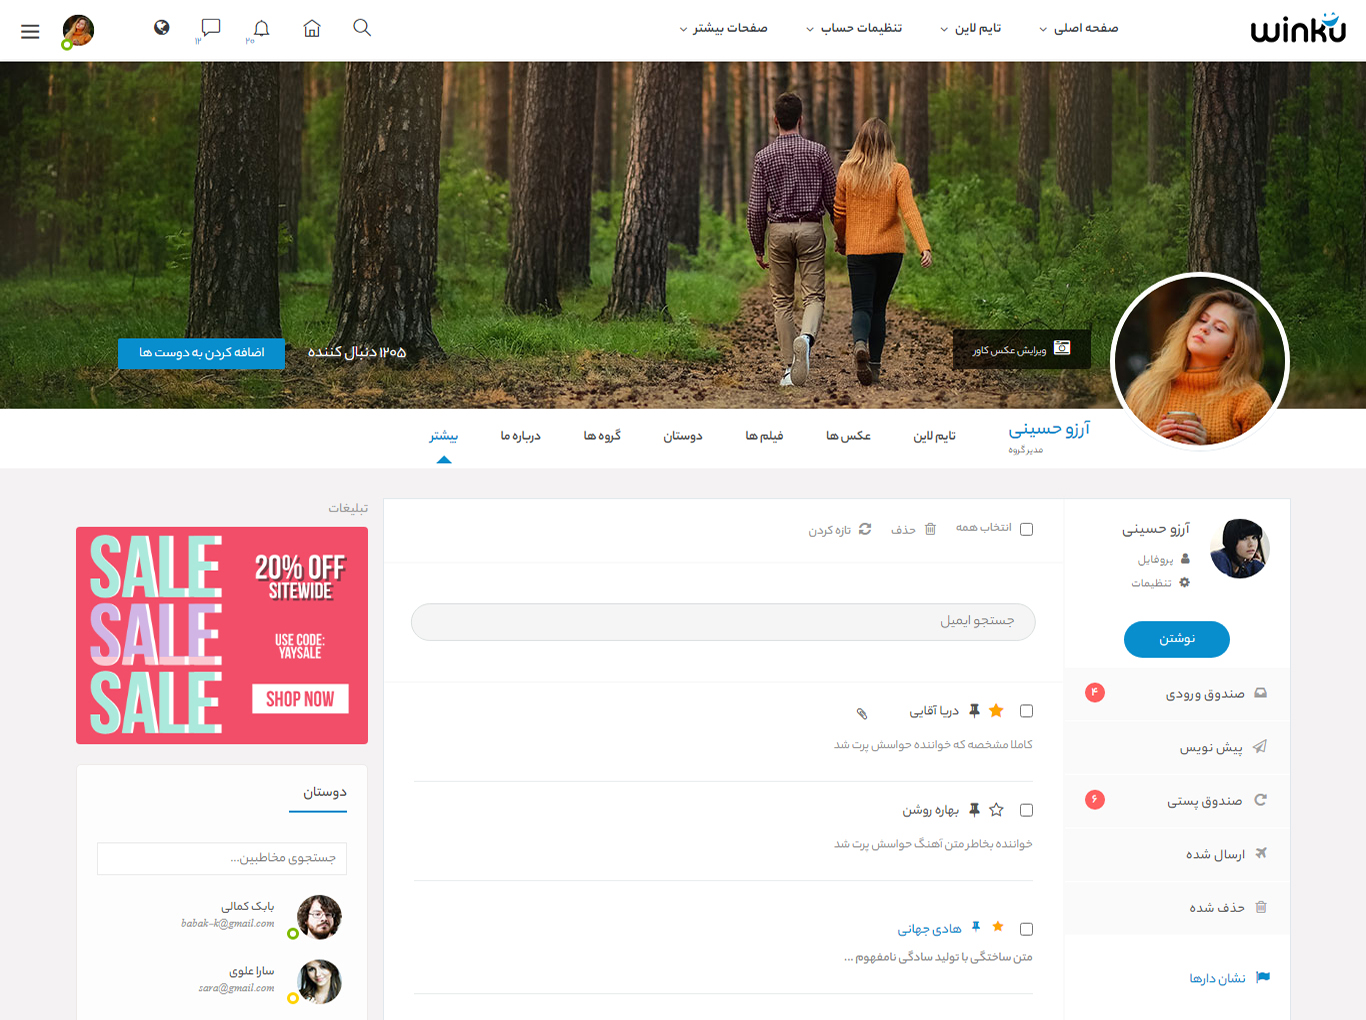 winku
صفحه اصلی
تایم لاین
تنظیمات حساب
صفحات بیشتر
۲۰
۱۲
ویرایش عکس کاور
۱۲۰۵ دنبال کننده
اضافه کردن به دوست ها
آرزو حسینی
مدیر گروه
تایم لاین
عکس ها
فیلم ها
دوستان
گروه ها
درباره ما
بیشتر
آرزو حسینی
پروفایل
تنظیمات
نوشتن
صندوق ورودی
۴
پیش نویس
صندوق پستی
۶
ارسال شده
حذف شده
نشان دارها
انتخاب همه
حذف
تازه کردن
جستجو ایمیل
دریا آقایی
کاملا مشخصه که خواننده حواسش پرت شد
بهاره روشن
خواننده بخاطر متن آهنگ حواسش پرت شد
هادی جهانی
متن ساختگی با تولید سادگی نامفهوم ...
تبلیغات
SALE
SALE
SALE
20% OFF
SITEWIDE
USE CODE:
YAYSALE
SHOP NOW
دوستان
جستجوی مخاطبین...
بابک کمالی
babak-k@gmail.com
سارا علوی
sara@gmail.com